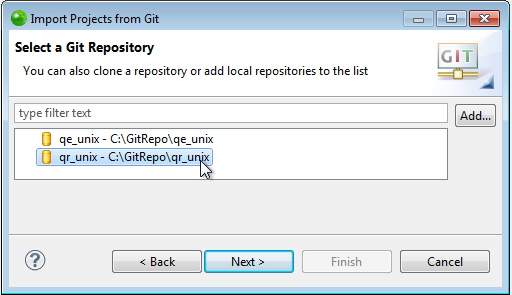 Import Projects from Git
Select a Git Repository
You can also clone a repository or add local repositories to the list
GIT
type filter text
Add...
qe_unix - C:\GitRepo\qe_unix
qr_unix - C:\GitRepo\qr_unix
?
< Back
Next >
Finish
Cancel